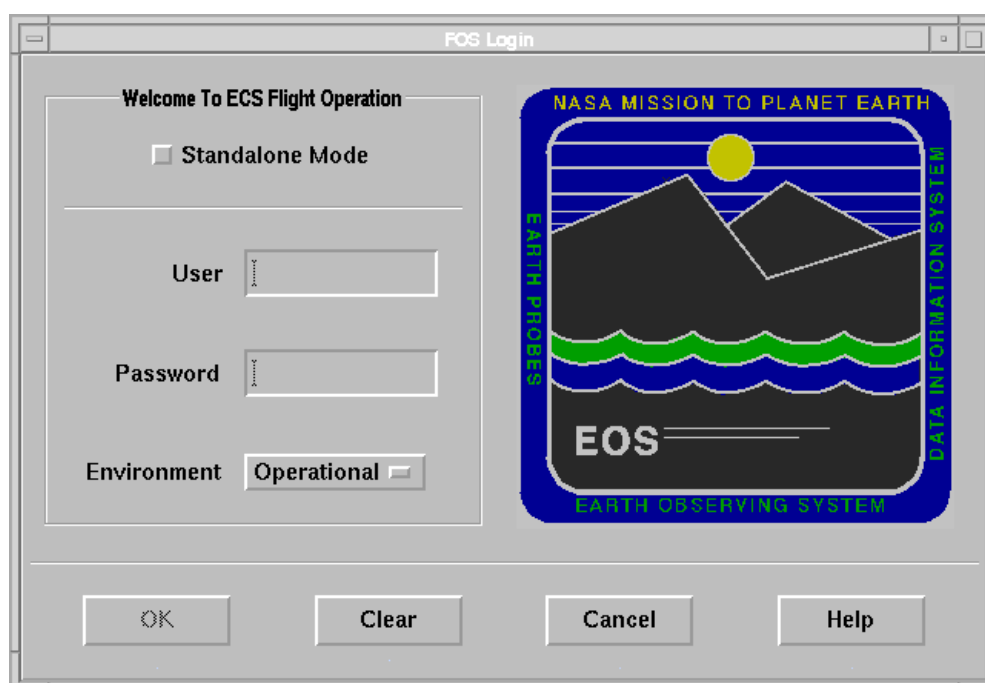 FOS Login
Welcome To ECS Flight Operation
Standalone Mode
User
Password
Environment
Operational
NASA MISSION TO PLANET EARTH
EARTH PROBES
DATA INFORMATION SYSTEM
EOS
EARTH OBSERVING SYSTEM
OK
Clear
Cancel
Help